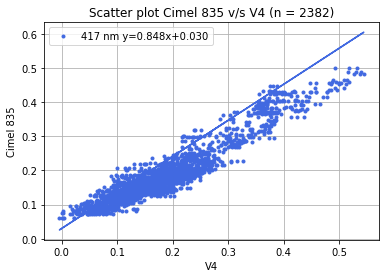 Scatter plot Cimel 835 v/s V4 (n = 2382)
417 nm y=0.848x+0.030
0.6
0.5
0.4
0.3
0.2
0.1
0.0
Cimel 835
0.0 0.1 0.2 0.3 0.4 0.5
V4